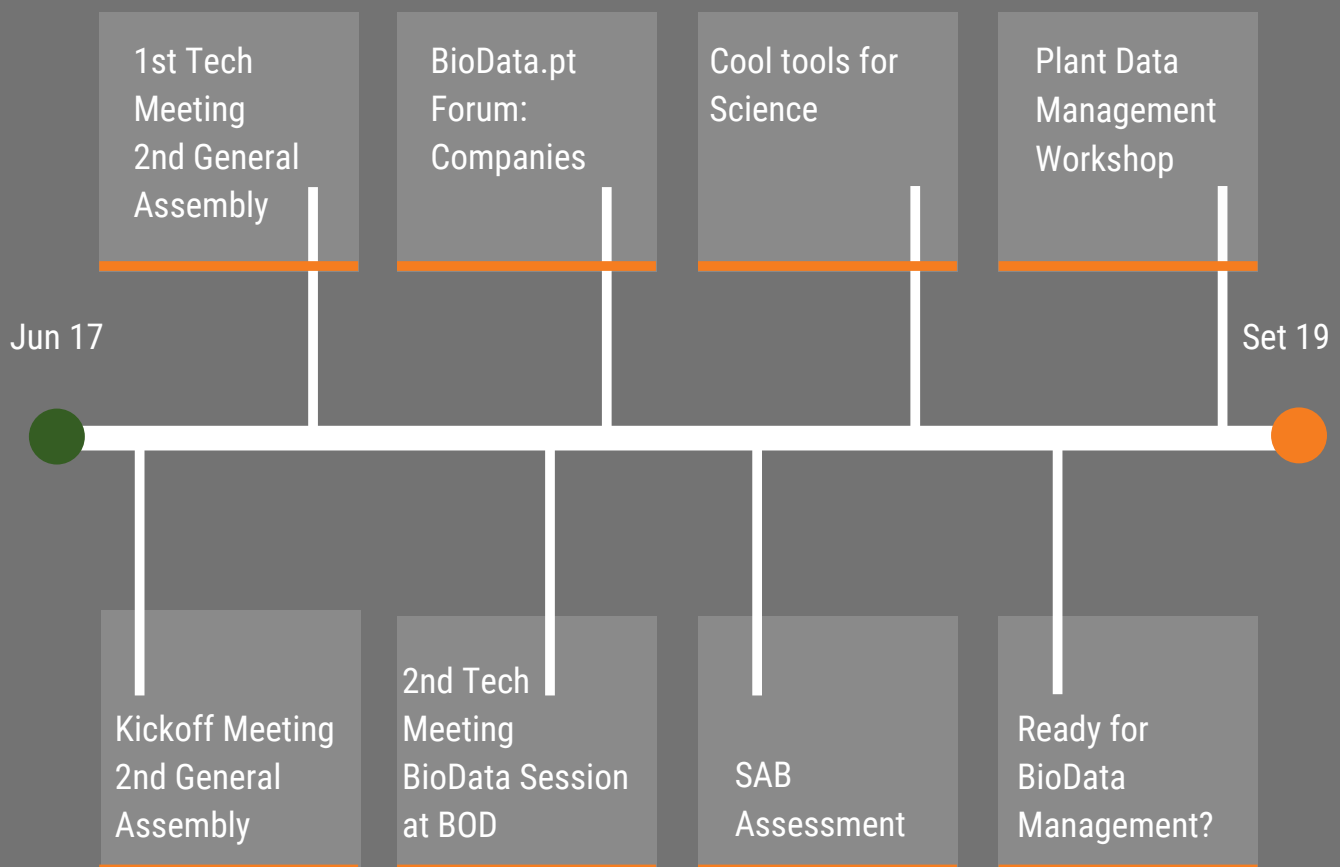 1st Tech
Meeting
2nd General
Assembly
BioData.pt
Forum:
Companies
Cool tools for
Science
Plant Data
Management
Workshop
Jun 17
Set 19
Kickoff Meeting
2nd General
Assembly
2nd Tech
Meeting
BioData Session
at BOD
SAB
Assessment
Ready for
BioData
Management?